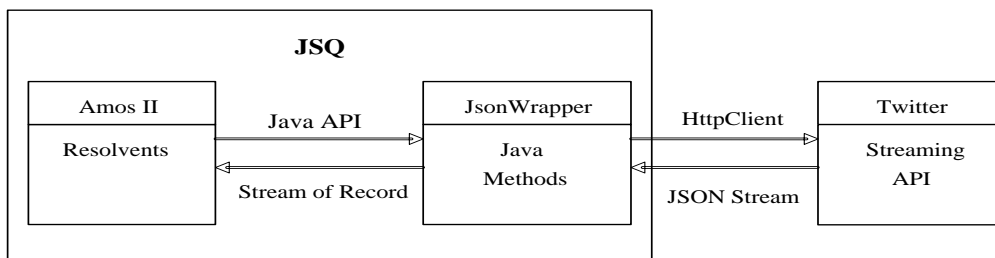 JSQ
Amos II
Resolvents
Java API
Stream of Record
JsonWrapper
Java
Methods
HttpClient
JSON Stream
Twitter
Streaming
API